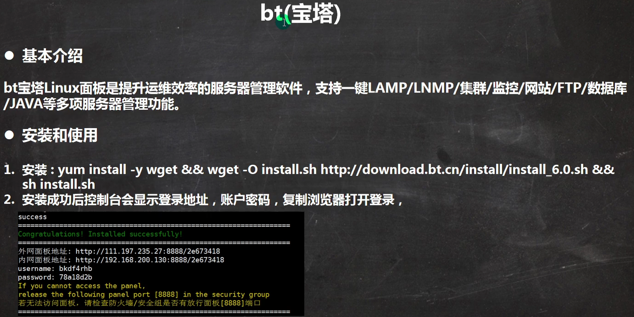 bt(宝塔)
● 基本介绍
bt宝塔Linux面板是提升运维效率的服务器管理软件，支持一键LAMP/LNMP/集群/监控/网站/FTP/数据库
/JAVA等多项服务器管理功能。
● 安装和使用
1. 安装 : yum install -y wget && wget -O install.sh http://download.bt.cn/install/install_6.0.sh &&
sh install.sh
2. 安装成功后控制台会显示登录地址，账户密码，复制浏览器打开登录，
success
==================================================================
Congratulations! Installed successfully!
==================================================================
外网面板地址: http://111.197.235.27:8888/2e673418
内网面板地址: http://192.168.200.130:8888/2e673418
username: bkdf4rhb
password: 78a18d2b
If you cannot access the panel,
release the following panel port [8888] in the security group
若无法访问面板，请检查防火墙/安全组是否有放行面板[8888]端口
==================================================================